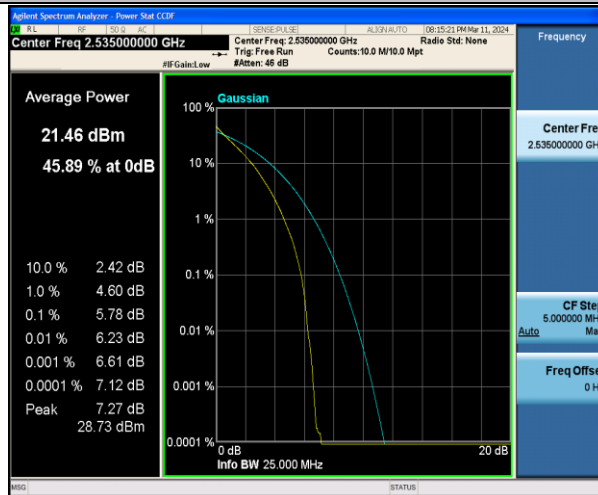 Agilent Spectrum Analyzer - Power Stat CCDF
RL RF 50 Ω AC SENSE:PULSE ALIGN AUTO 08:15:21 PM Mar 11, 2024
Center Freq 2.535000000 GHz
Center Freq: 2.535000000 GHz Radio Std: None
Trig: Free Run Counts:10.0 M/10.0 Mpt
#IFGain:Low #Atten: 46 dB
Frequency
Average Power
21.46 dBm
45.89 % at 0dB
10.0 % 2.42 dB
1.0 % 4.60 dB
0.1 % 5.78 dB
0.01 % 6.23 dB
0.001 % 6.61 dB
0.0001 % 7.12 dB
Peak 7.27 dB
28.73 dBm
Gaussian
100 %
10 %
1 %
0.1 %
0.01 %
0.001 %
0.0001 %
0 dB 20 dB
Info BW 25.000 MHz
Center Fre
2.535000000 GH
CF Ste
5.000000 MH
Auto Ma
Freq Offse
0 H
MSG STATUS